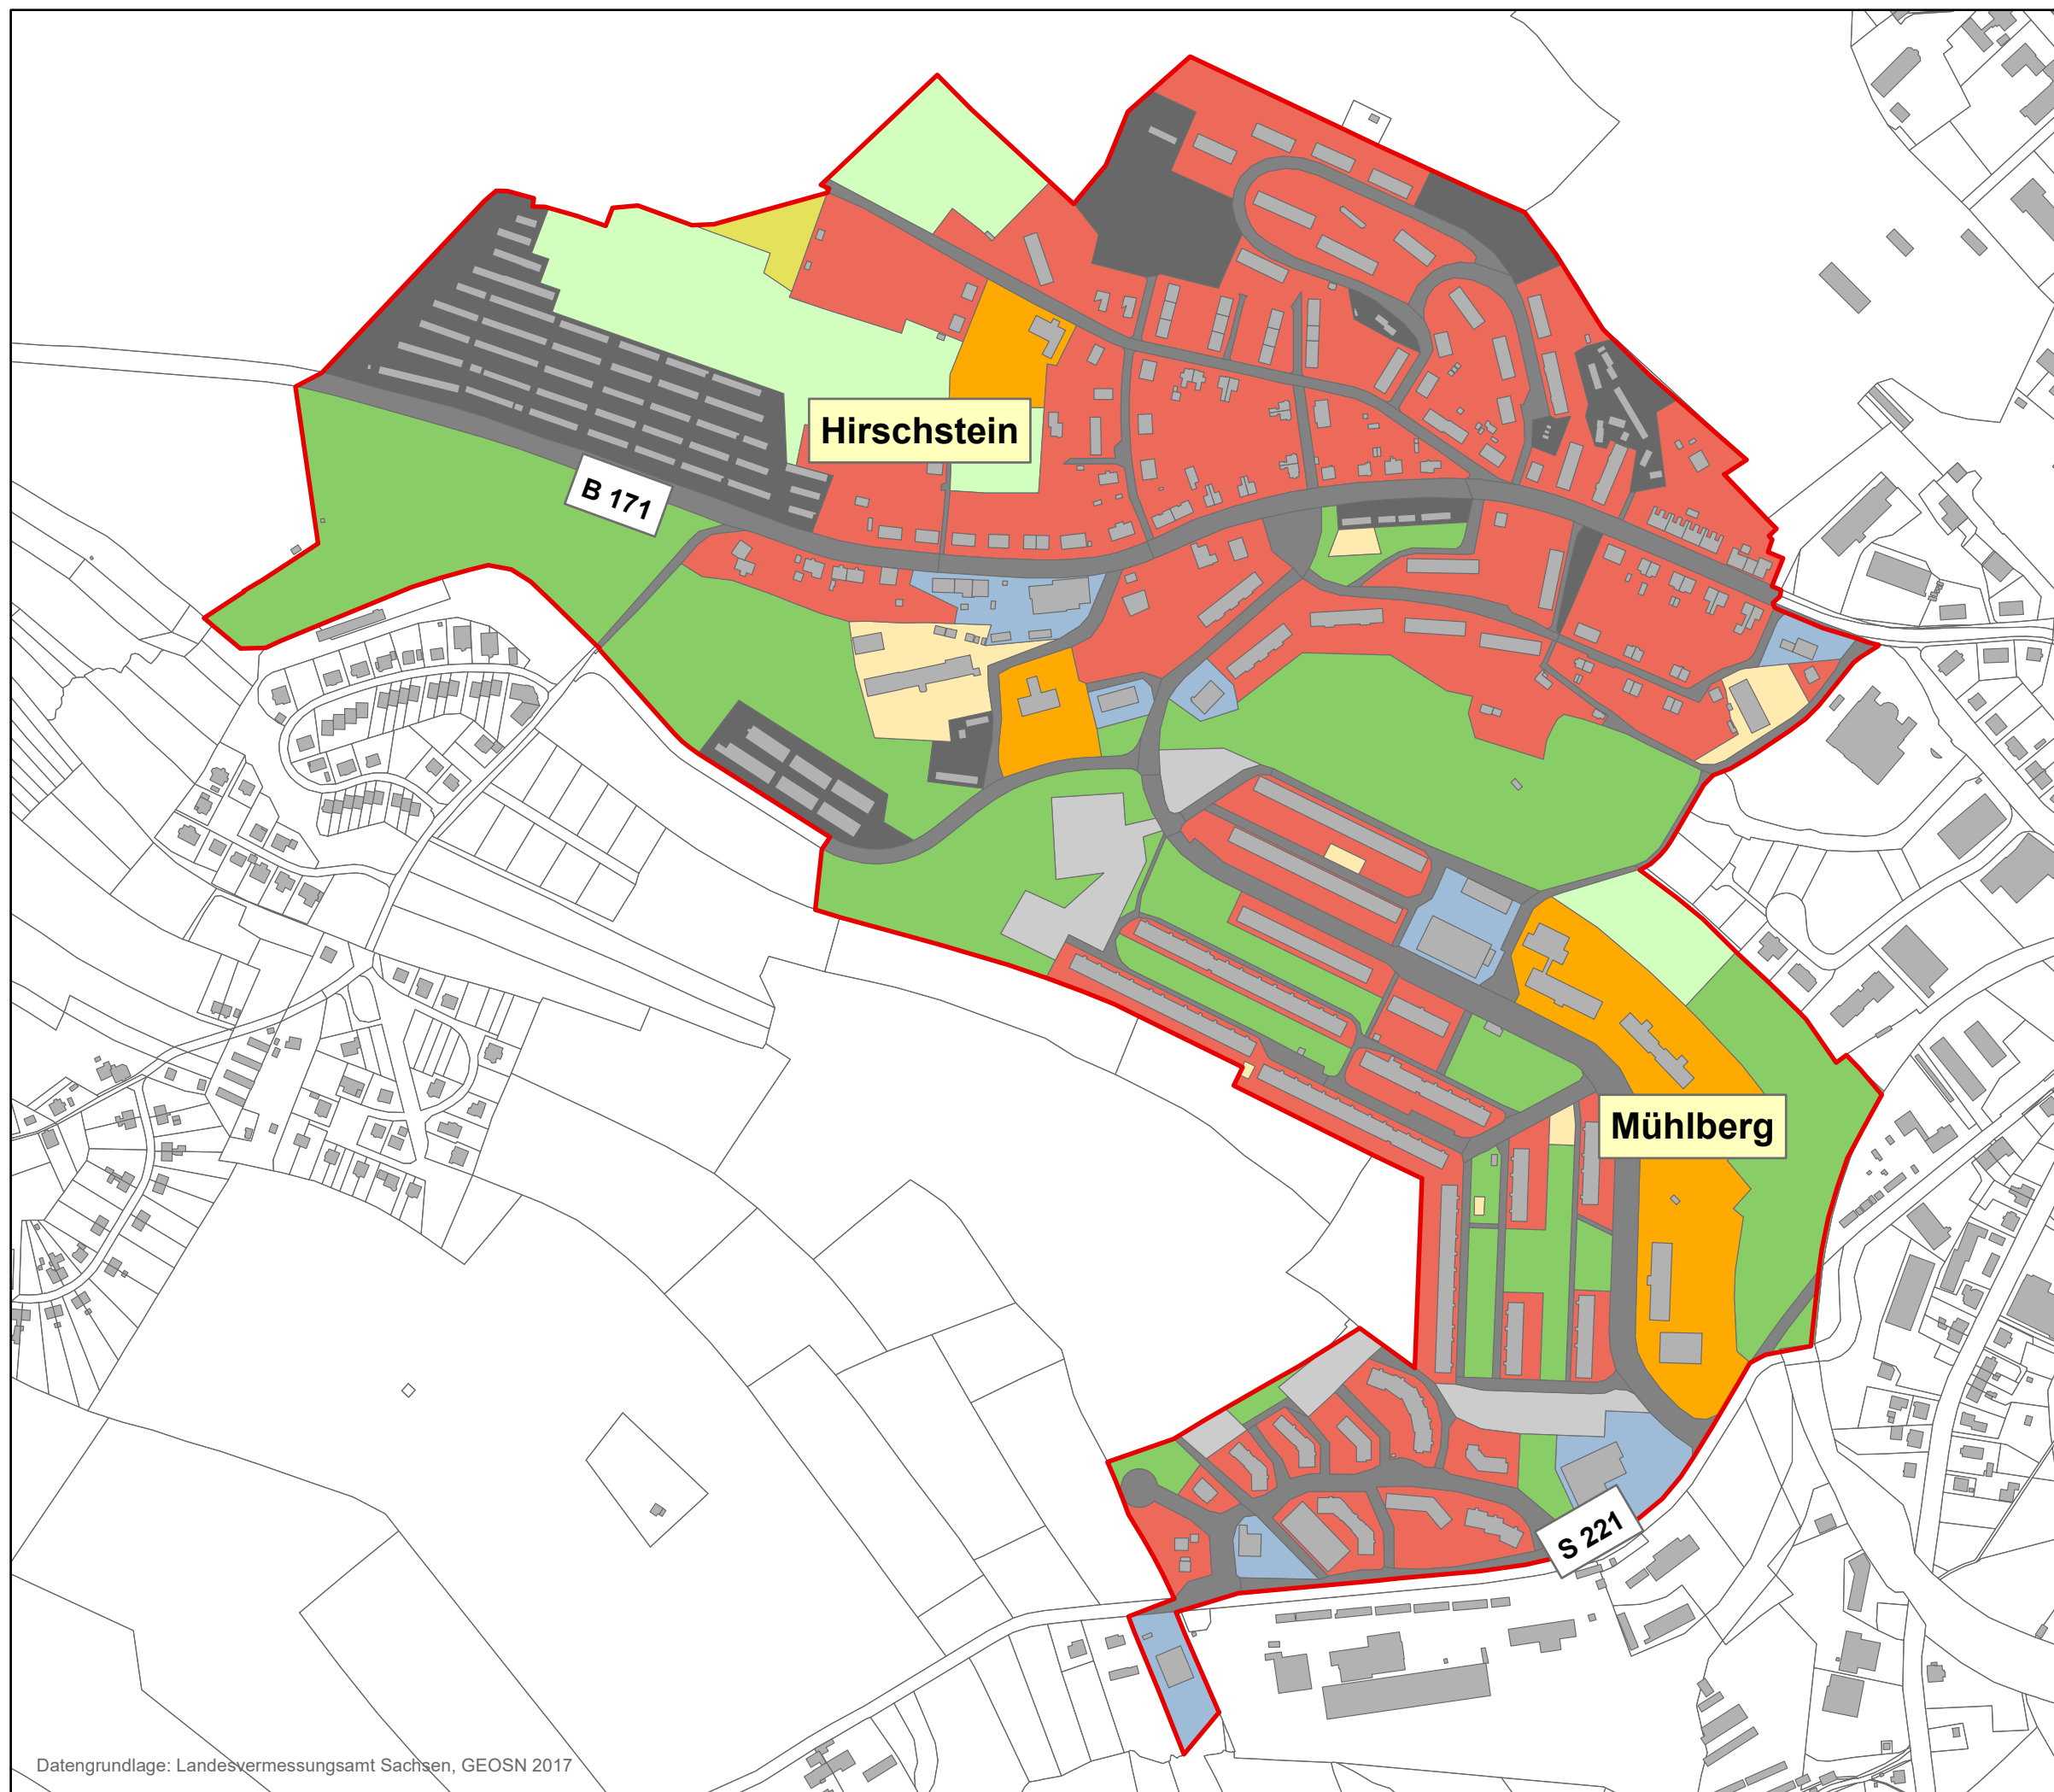 Hirschstein
B 171
Mühlberg
S 221
Datengrundlage: Landesvermessungsamt Sachsen, GEOSN 2017